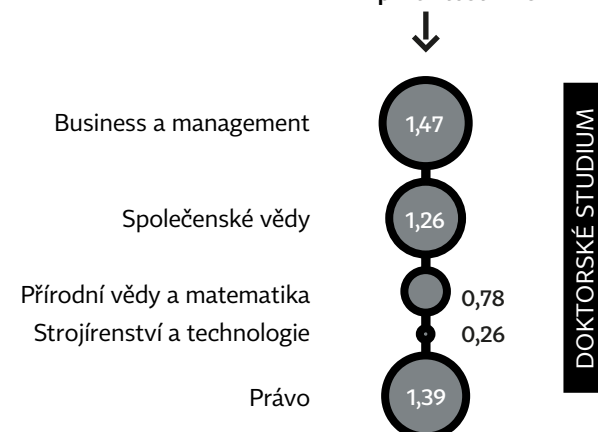 Business a management
1,47
Společenské vědy
1,26
Přírodní vědy a matematika
0,78
Strojírenství a technologie
0,26
Právo
1,39
DOKTORSKÉ STUDIUM